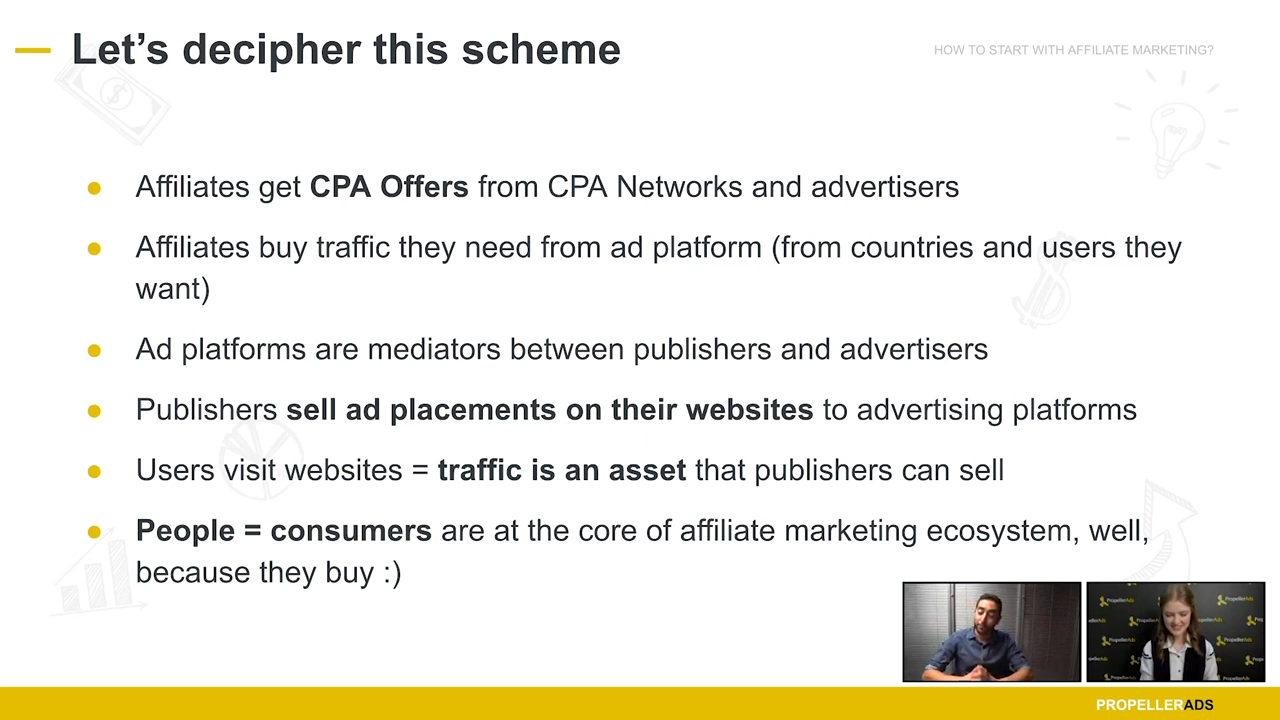 Let's decipher this scheme
HOW TO START WITH AFFILIATE MARKETING?
● Affiliates get CPA Offers from CPA Networks and advertisers
● Affiliates buy traffic they need from ad platform (from countries and users they
want)
● Ad platforms are mediators between publishers and advertisers
● Publishers sell ad placements on their websites to advertising platforms
● Users visit websites = traffic is an asset that publishers can sell
● People = consumers are at the core of affiliate marketing ecosystem, well,
because they buy :)
PropellerAds
PropellerAds
PropellerAds
PropellerAds
PROPELLERADS